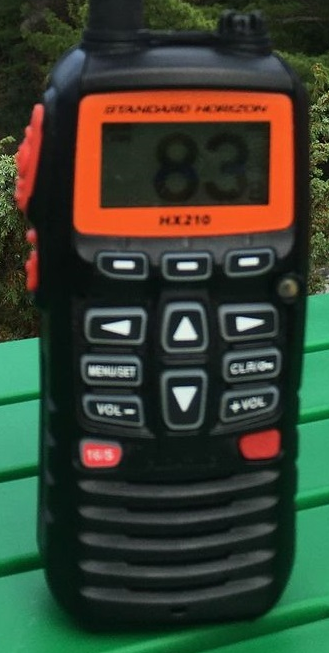 STANDARD HORIZON
83
HX210
MENU/SET
CLR/
VOL-
+VOL
16/S